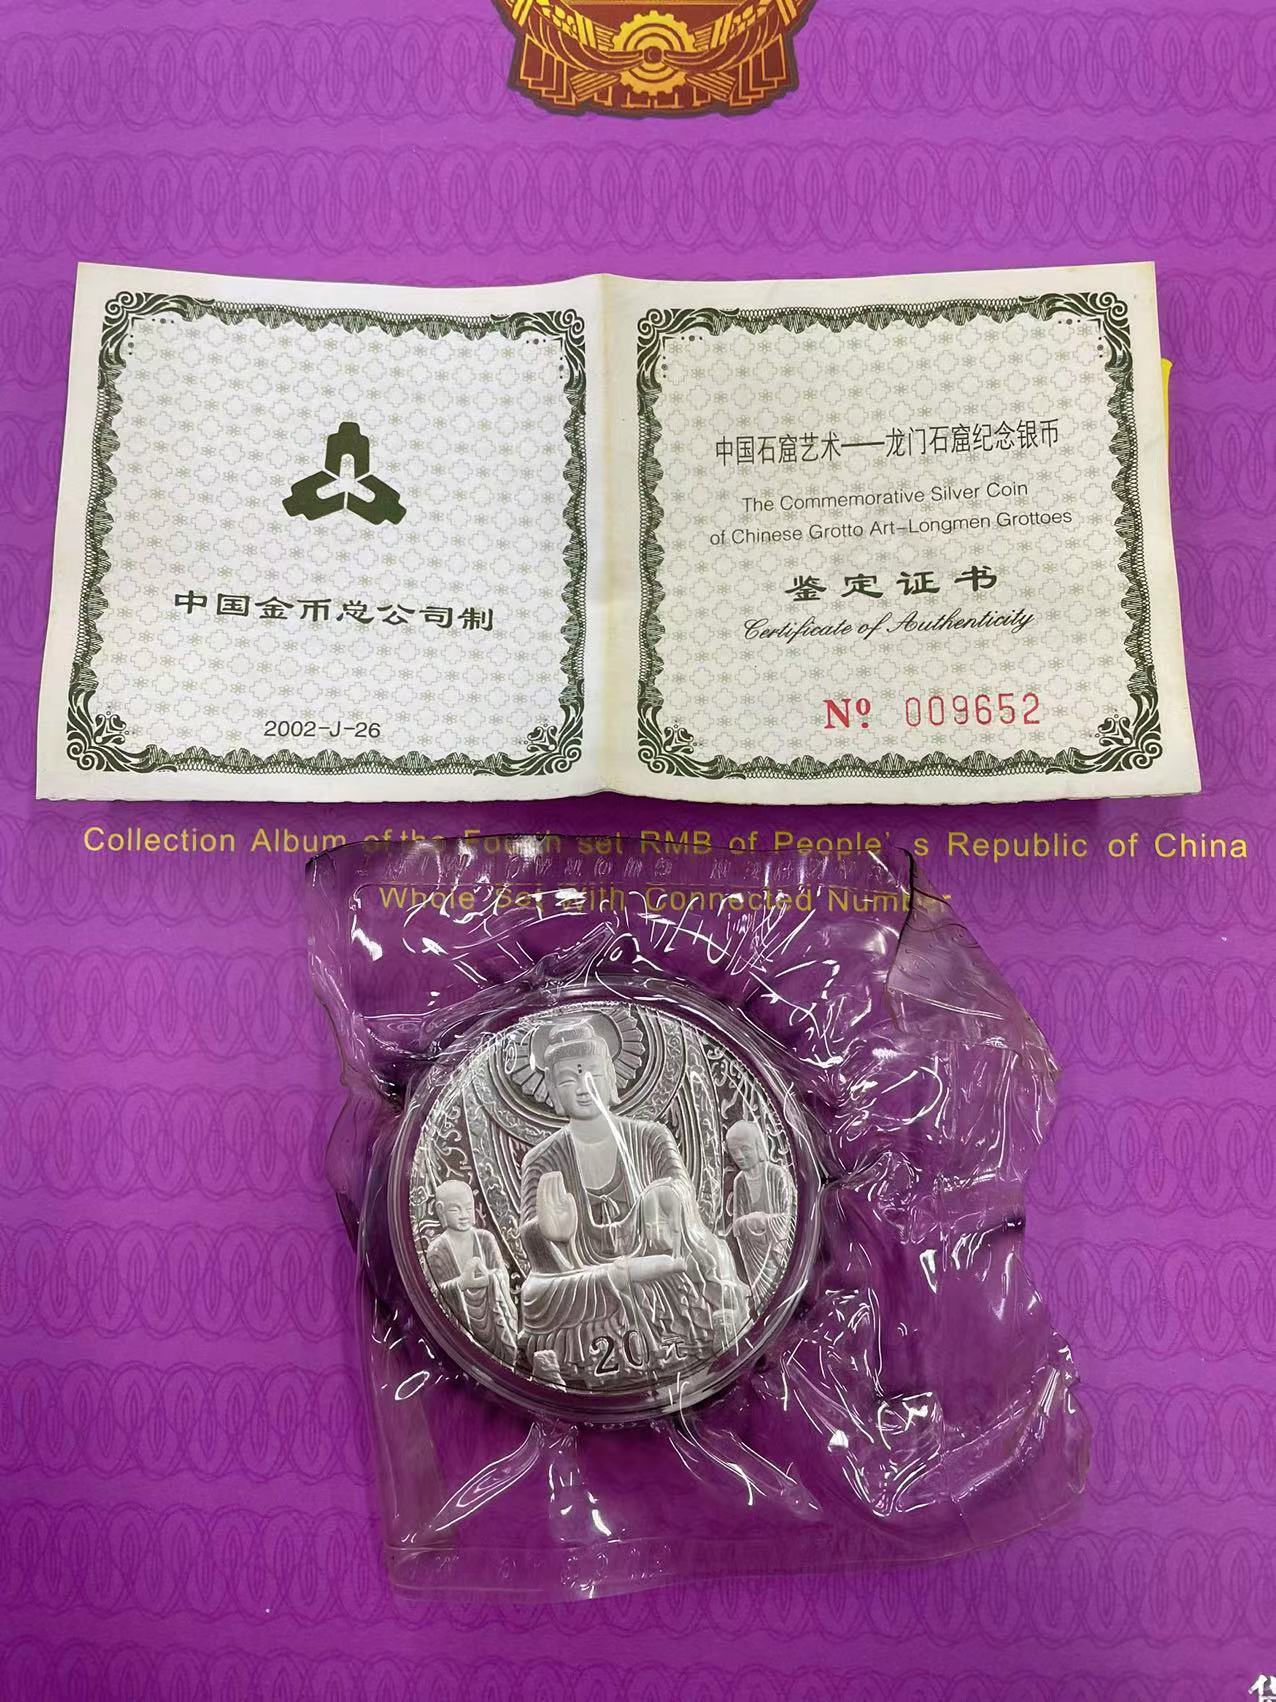 中国金币总公司制
2002-J-26
中国石窟艺术——龙门石窟纪念银币
The Commemorative Silver Coin
of Chinese Grotto Art-Longmen Grottoes
鉴定证书
Certificate of Authenticity
Nº 009652
Collection Album of the Fourth set RMB of People's Republic of China
Whole Set With Connected Number
20元